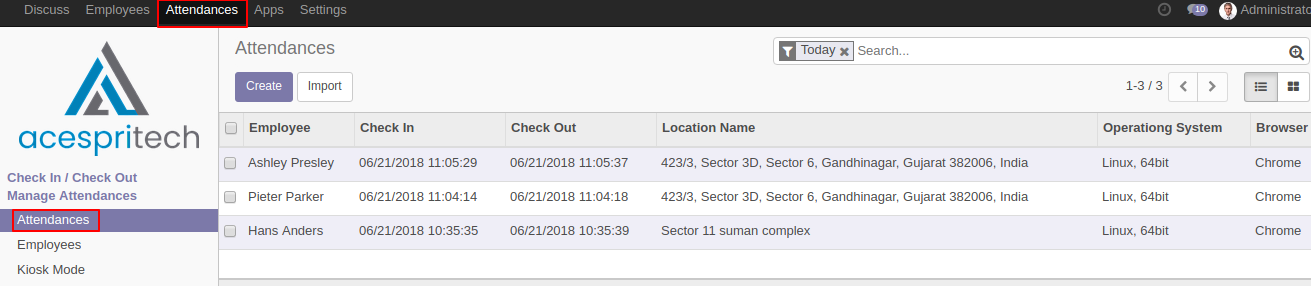 Discuss Employees Attendances Apps Settings 10 Administrato
acespritech
Check In / Check Out
Manage Attendances
Attendances
Employees
Kiosk Mode
Attendances Today Search...
Create Import 1-3 / 3
Employee Check In Check Out Location Name Operationg System Browser
Ashley Presley 06/21/2018 11:05:29 06/21/2018 11:05:37 423/3, Sector 3D, Sector 6, Gandhinagar, Gujarat 382006, India Linux, 64bit Chrome
Pieter Parker 06/21/2018 11:04:14 06/21/2018 11:04:18 423/3, Sector 3D, Sector 6, Gandhinagar, Gujarat 382006, India Linux, 64bit Chrome
Hans Anders 06/21/2018 10:35:35 06/21/2018 10:35:39 Sector 11 suman complex Linux, 64bit Chrome